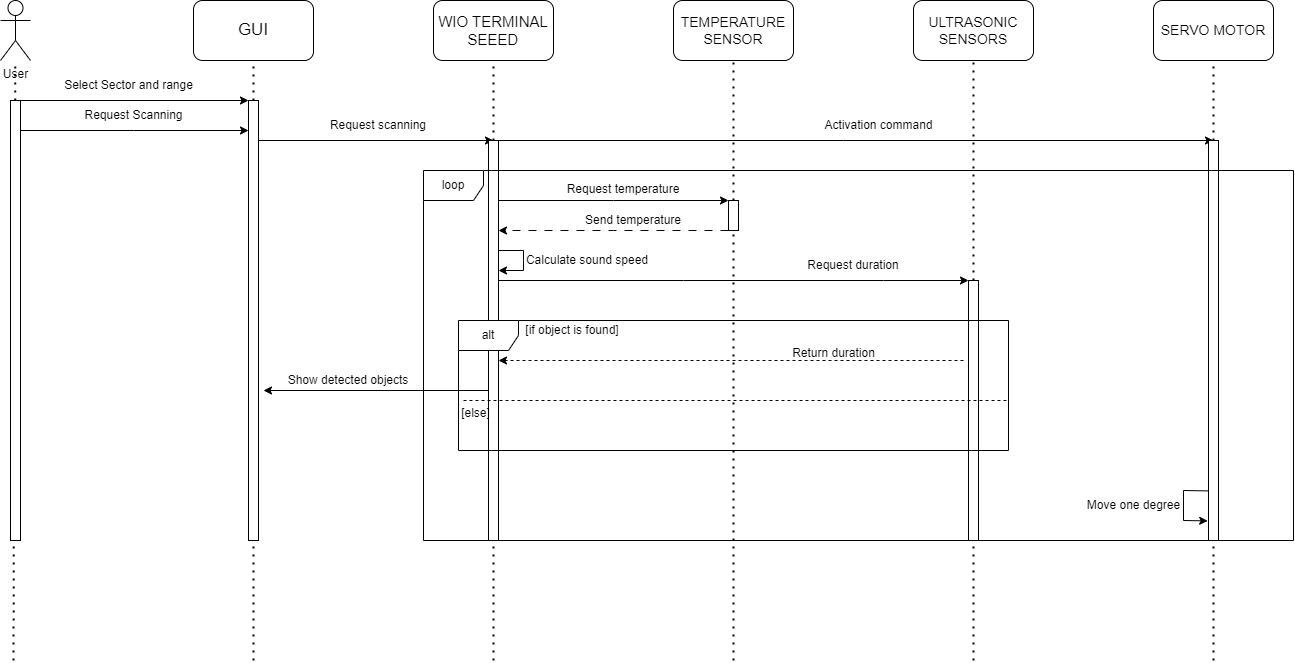 GUI
WIO TERMINAL
SEEED
TEMPERATURE
SENSOR
ULTRASONIC
SENSORS
SERVO MOTOR
User
Select Sector and range
Request Scanning
Request scanning
Activation command
loop
Request temperature
Send temperature
Calculate sound speed
Request duration
alt
[if object is found]
Return duration
Show detected objects
[else]
Move one degree